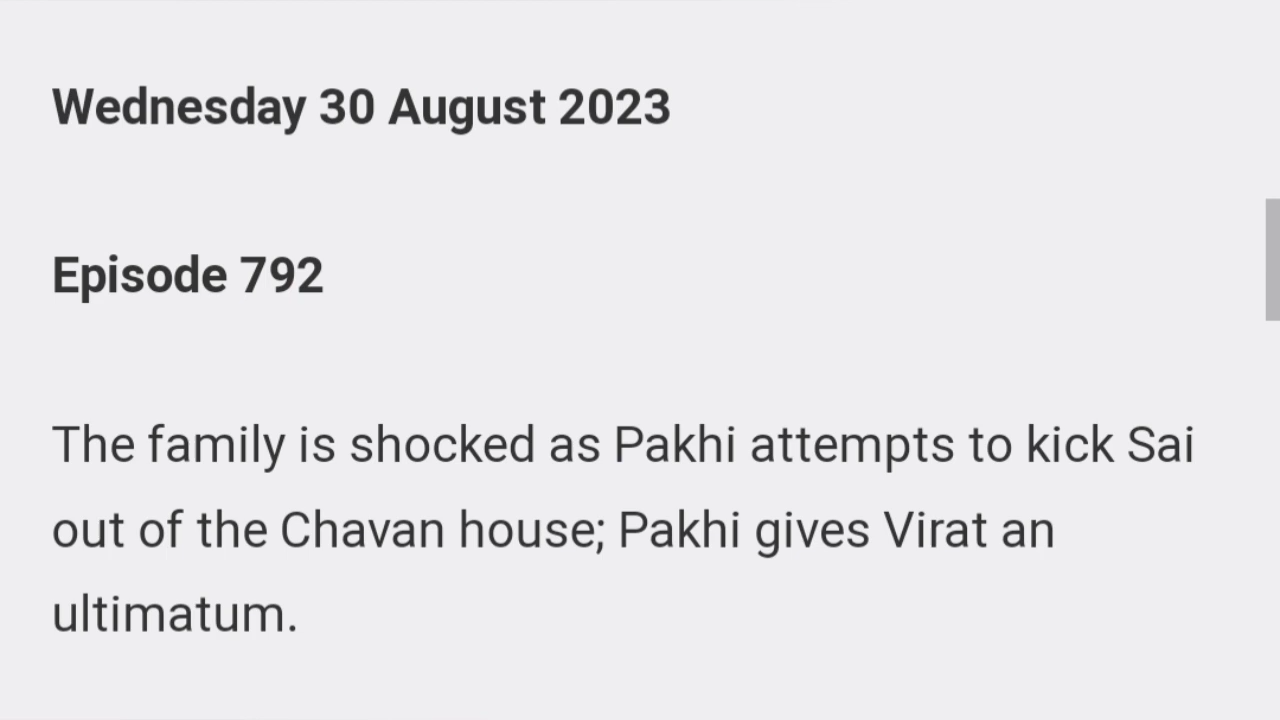 Wednesday 30 August 2023
Episode 792
The family is shocked as Pakhi attempts to kick Sai
out of the Chavan house; Pakhi gives Virat an
ultimatum.